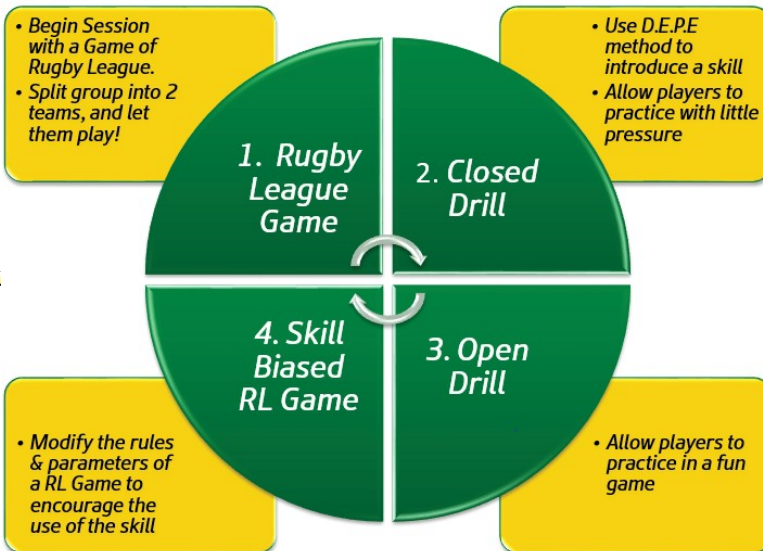 • Begin Session
with a Game of
Rugby League.
• Split group into 2
teams, and let
them play!
• Use D.E.P.E
method to
introduce a skill
• Allow players to
practice with little
pressure
1. Rugby
League
Game
2. Closed
Drill
4. Skill
Biased
RL Game
3. Open
Drill
• Modify the rules
& parameters of
a RL Game to
encourage the
use of the skill
• Allow players to
practice in a fun
game